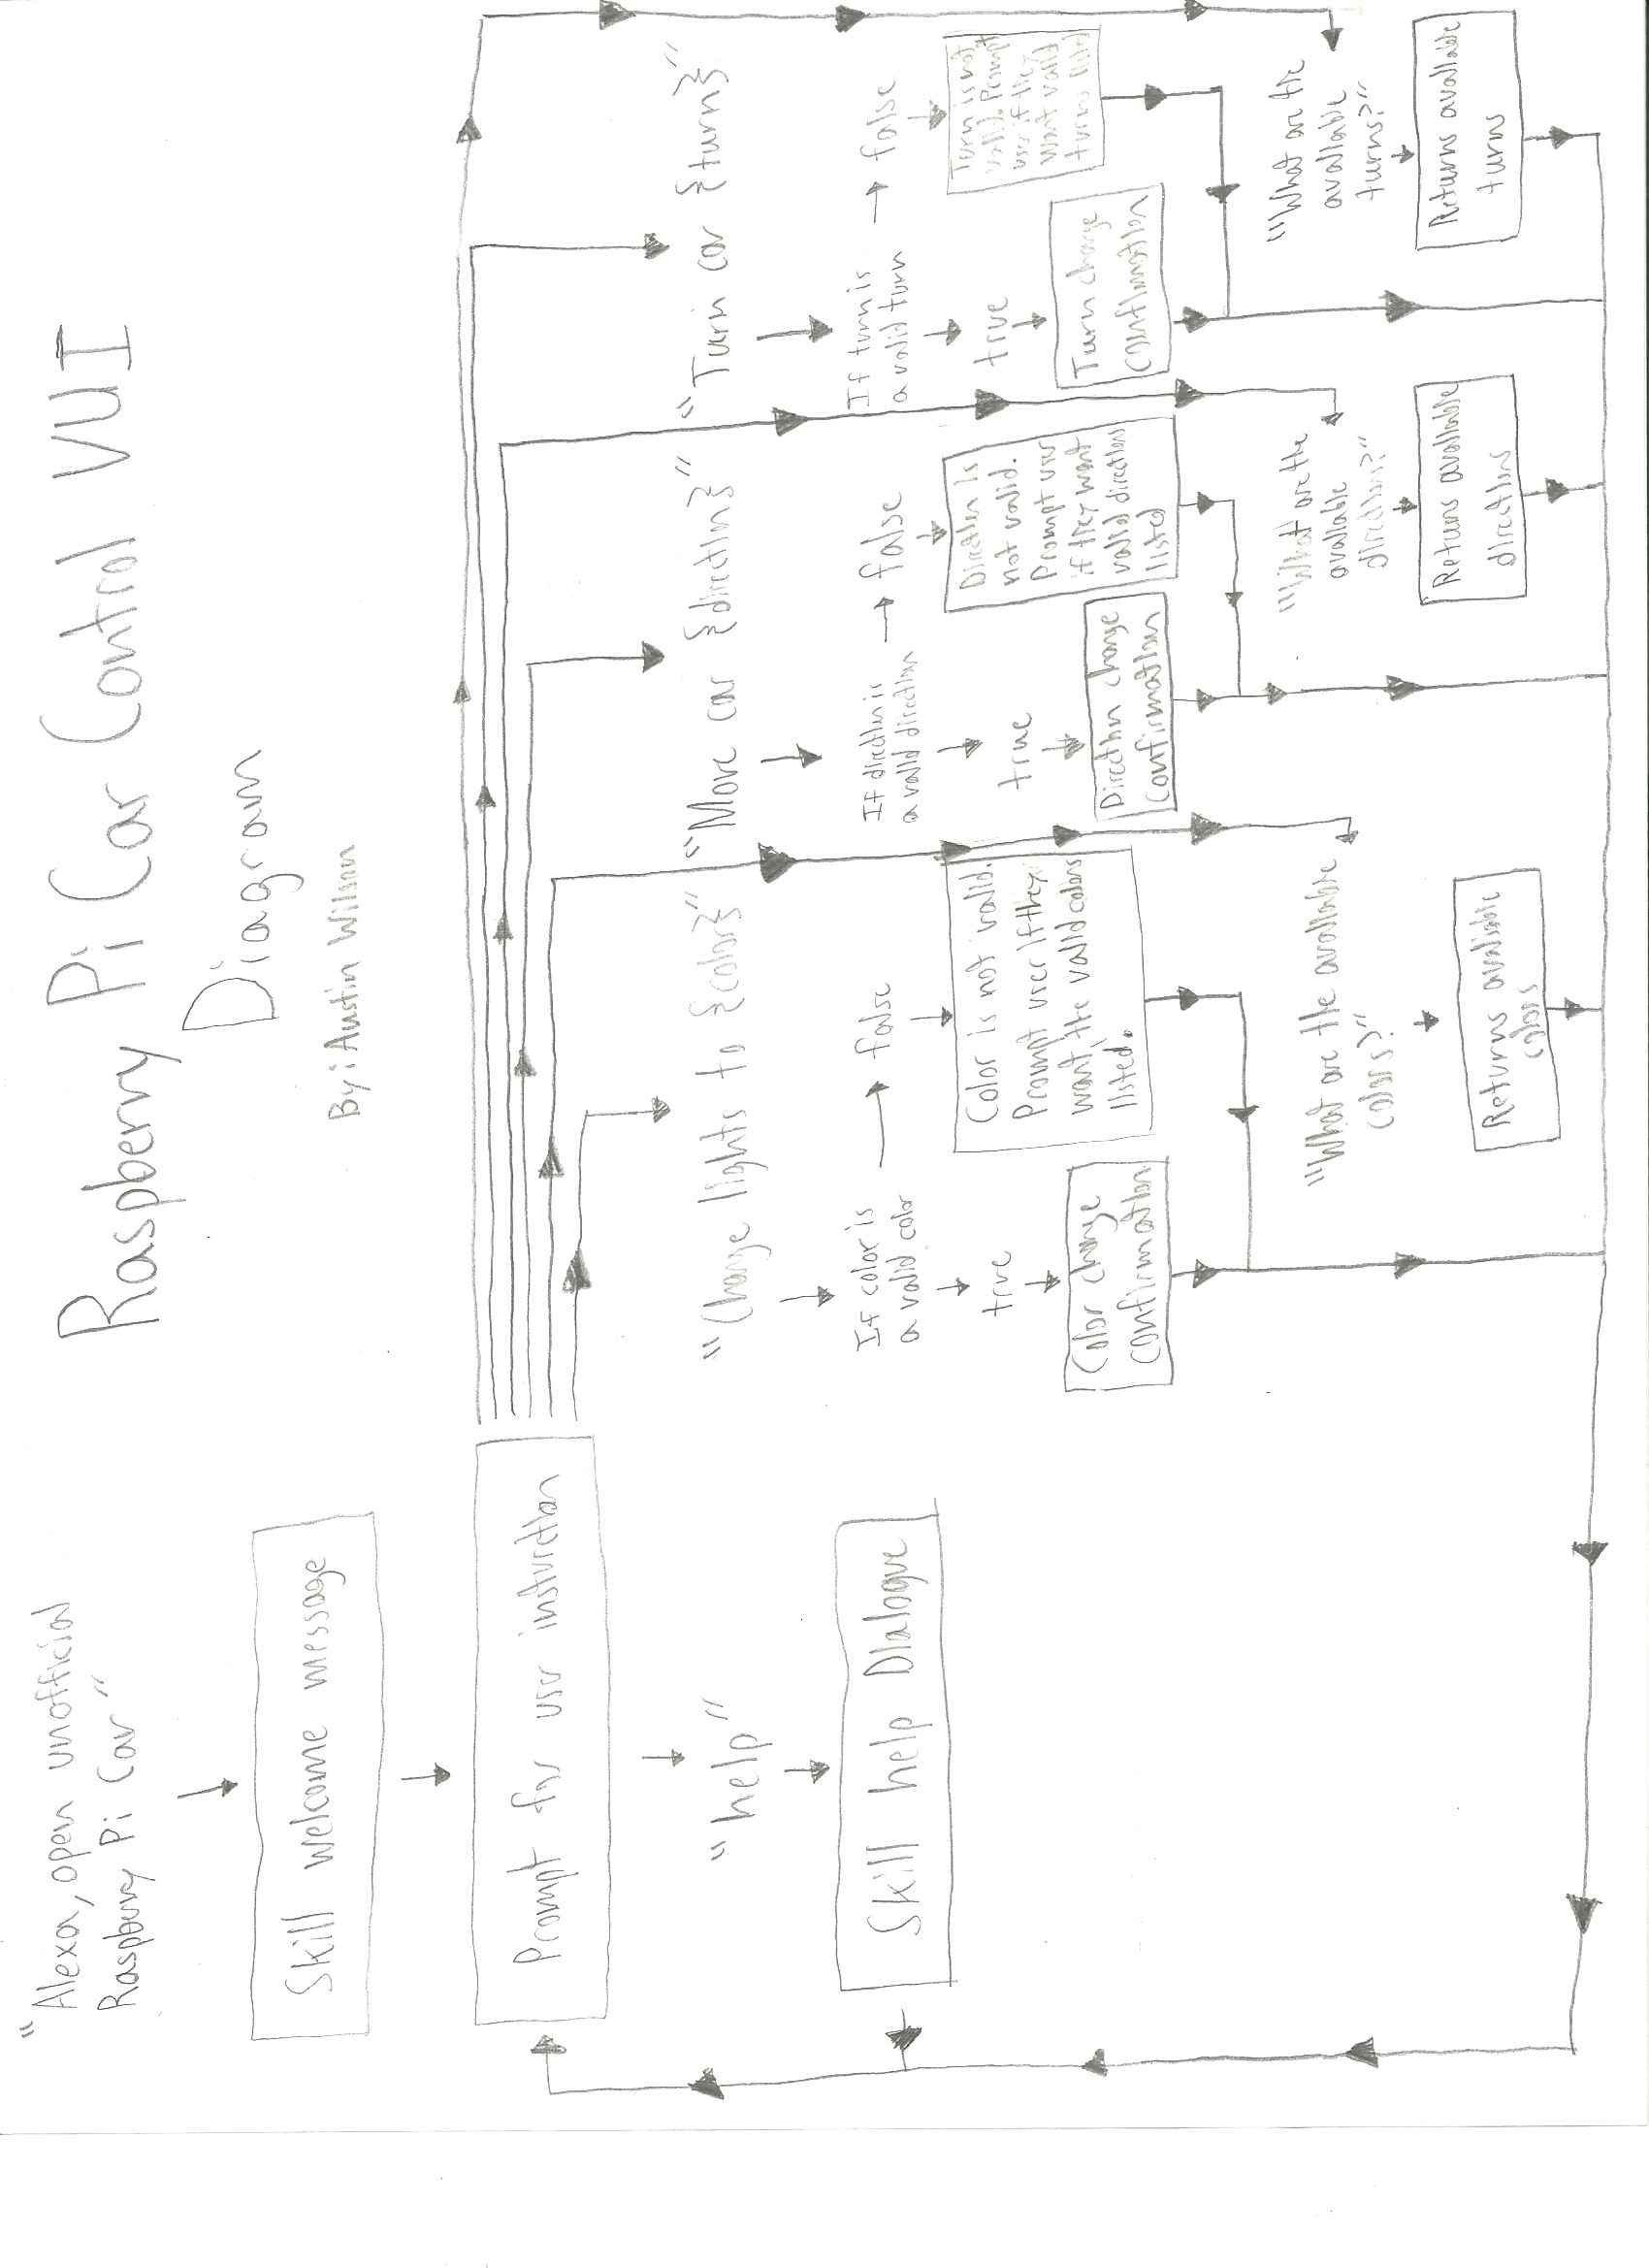 "Alexa, open unofficial
Raspberry Pi Car"
Raspberry Pi Car Control VUI
Diagram
By: Austin Wilson
Skill welcome message
Prompt for user insturction
"help"
Skill help Dialogue
"Change lights to {color}"
If color is
a valid color
false
true
Color change
confirmation
Color is not valid.
Prompt user if they
want the valid colors
listed.
"What are the available
colors?"
Returns available
colors
"Move car {direction}"
If direction is
a valid direction
false
true
Direction change
confirmation
Direction is
not valid.
Prompt user
if they want
valid directions
listed
"What are the
available
directions?"
Returns available
directions
"Turn car {turn}"
If turn is
a valid turn
false
true
Turn change
confirmation
Turn is not
valid. Prompt
user if they
want valid
turns listed
"What are the
available
turns?"
Returns available
turns